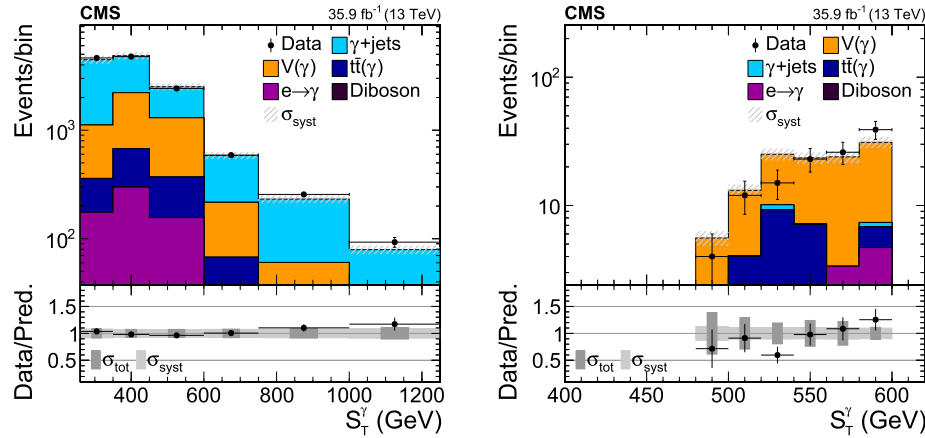 CMS 35.9 fb⁻¹ (13 TeV)
Events/bin
Data γ+jets
V(γ) tt̄(γ)
e→γ Diboson
σsyst
10³
10²
Data/Pred.
1.5
1
0.5
σtot σsyst
400 600 800 1000 1200
S_T^γ (GeV)
CMS 35.9 fb⁻¹ (13 TeV)
Events/bin
Data V(γ)
γ+jets tt̄(γ)
e→γ Diboson
σsyst
10²
10
Data/Pred.
1.5
1
0.5
σtot σsyst
400 450 500 550 600
S_T^γ (GeV)